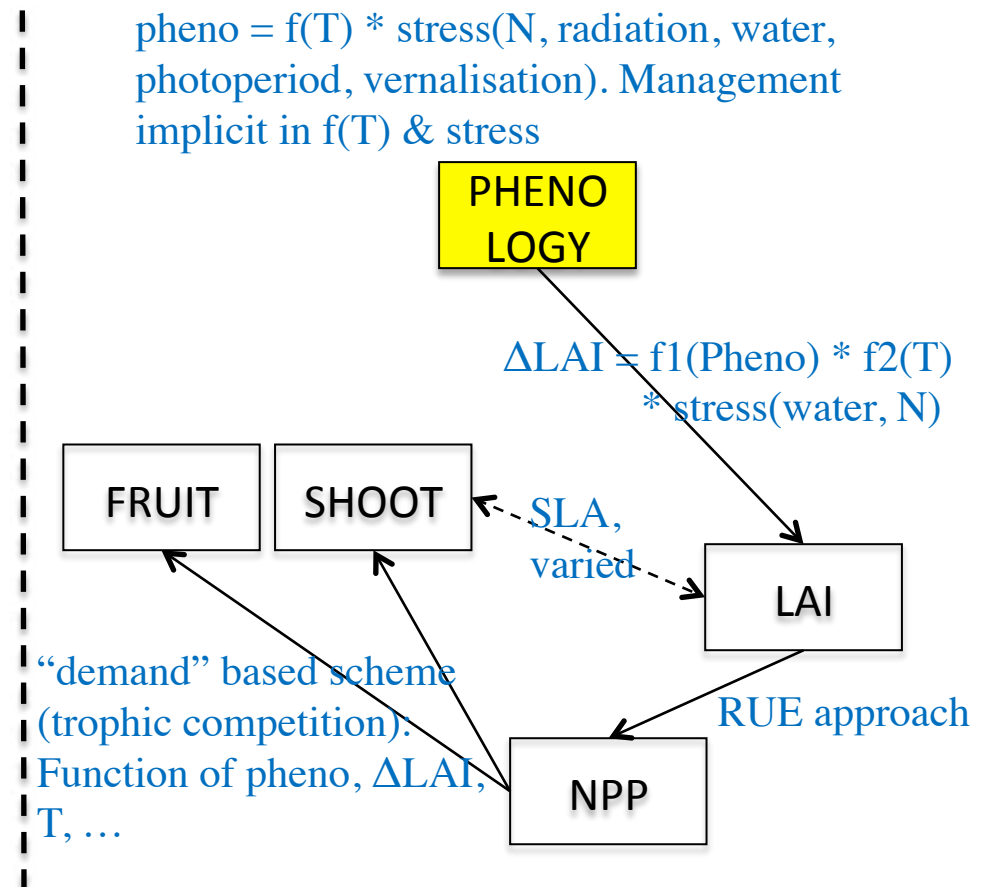 pheno = f(T) * stress(N, radiation, water,
photoperiod, vernalisation). Management
implicit in f(T) & stress
PHENO
LOGY
ΔLAI = f1(Pheno) * f2(T)
* stress(water, N)
FRUIT
SHOOT
SLA,
varied
LAI
“demand” based scheme
(trophic competition):
Function of pheno, ΔLAI,
T, …
RUE approach
NPP